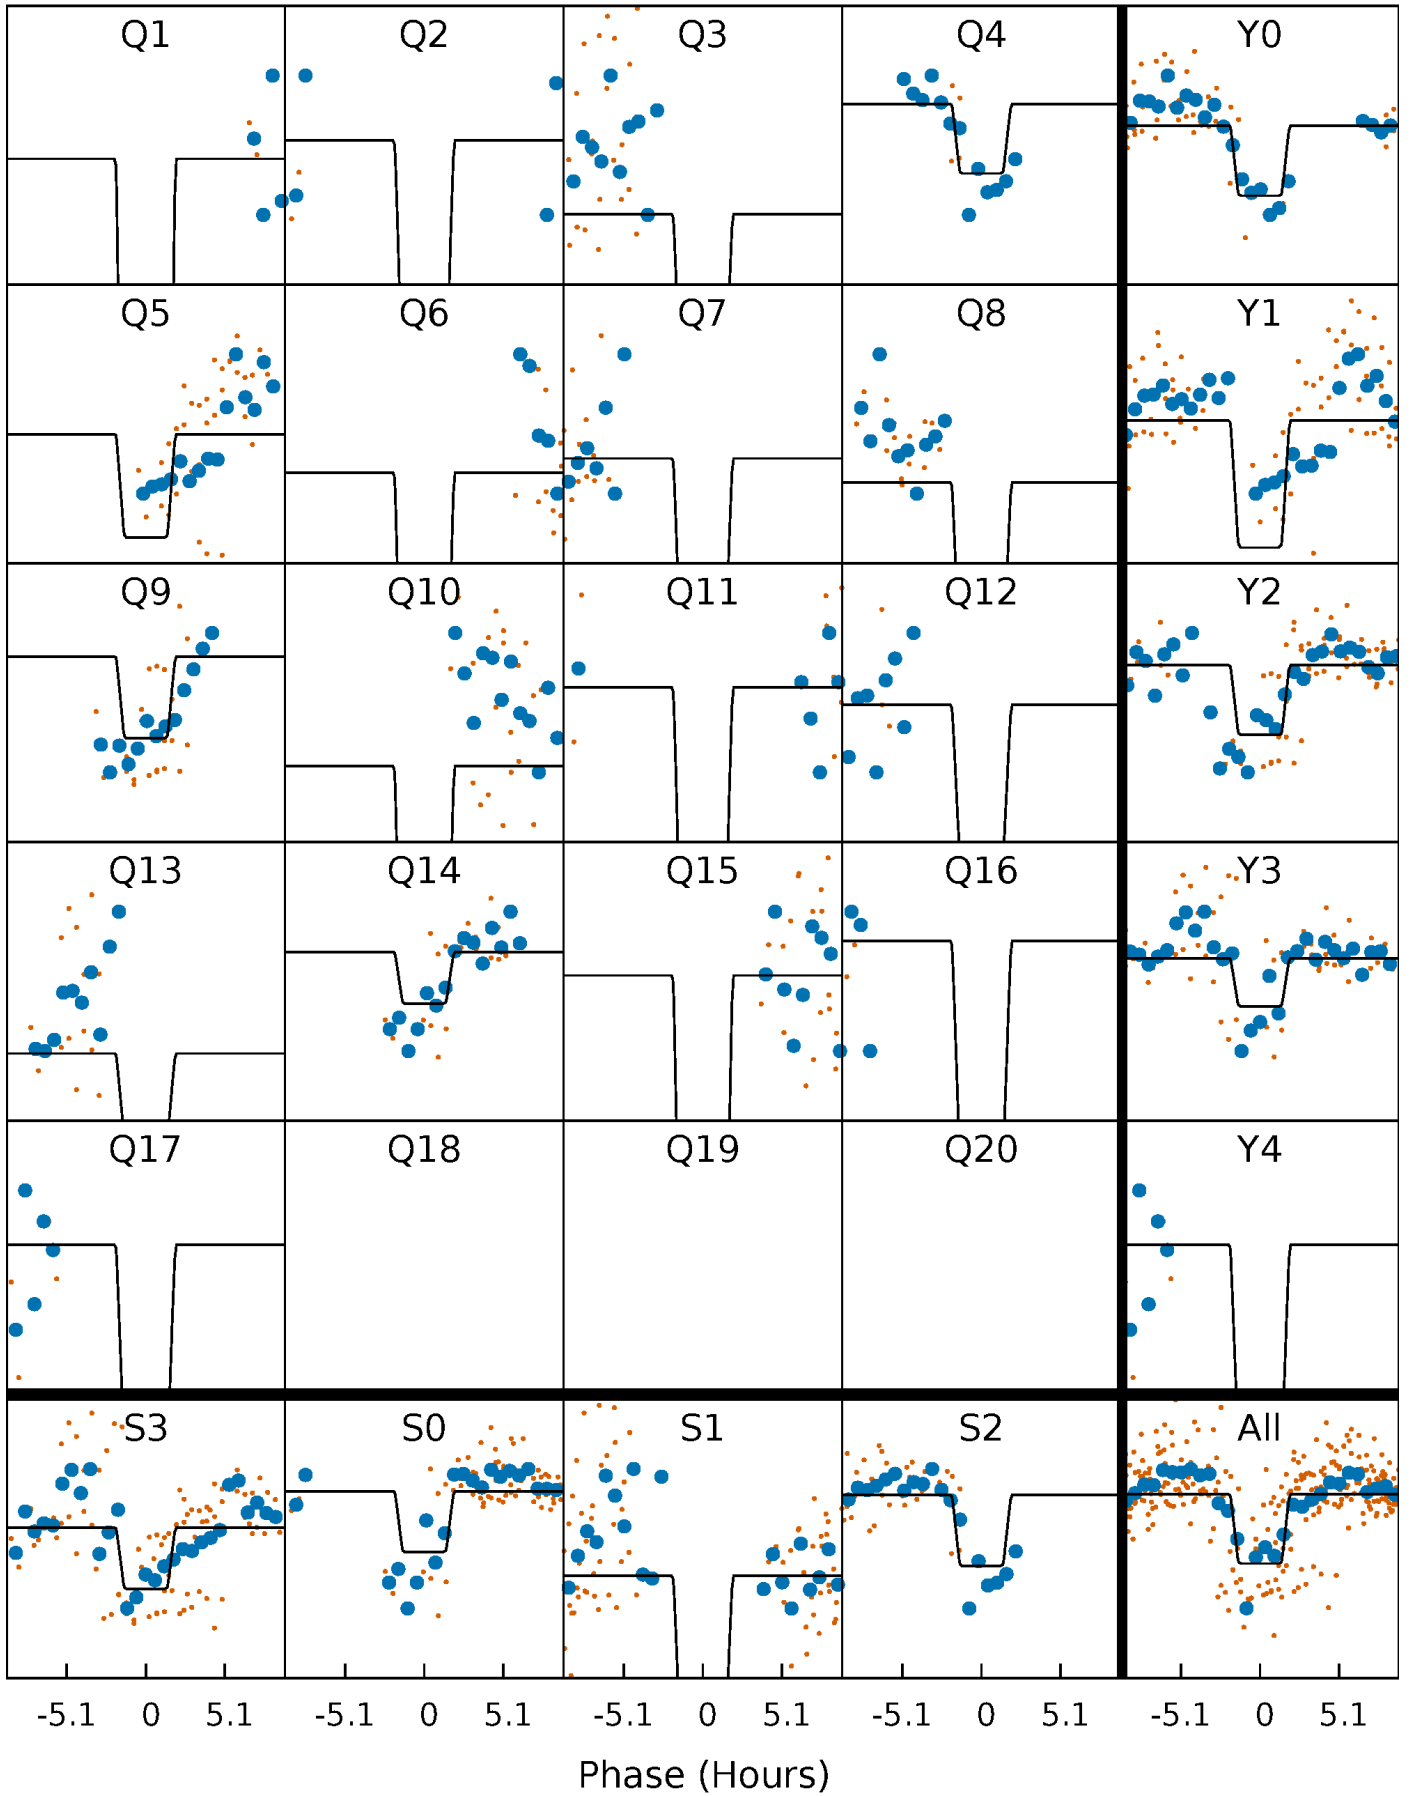 Q1 Q2 Q3 Q4 Y0
Q5 Q6 Q7 Q8 Y1
Q9 Q10 Q11 Q12 Y2
Q13 Q14 Q15 Q16 Y3
Q17 Q18 Q19 Q20 Y4
S3 S0 S1 S2 All
-5.1 0 5.1 -5.1 0 5.1 -5.1 0 5.1 -5.1 0 5.1 -5.1 0 5.1
Phase (Hours)